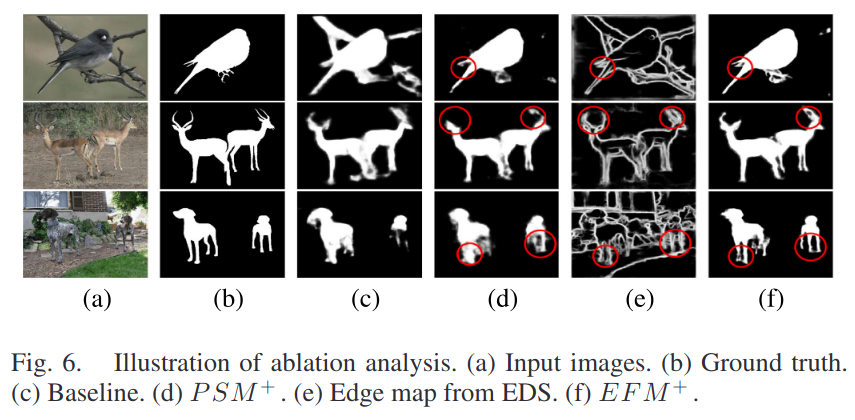 (a) (b) (c) (d) (e) (f)
Fig. 6. Illustration of ablation analysis. (a) Input images. (b) Ground truth.
(c) Baseline. (d) PSM+. (e) Edge map from EDS. (f) EFM+.